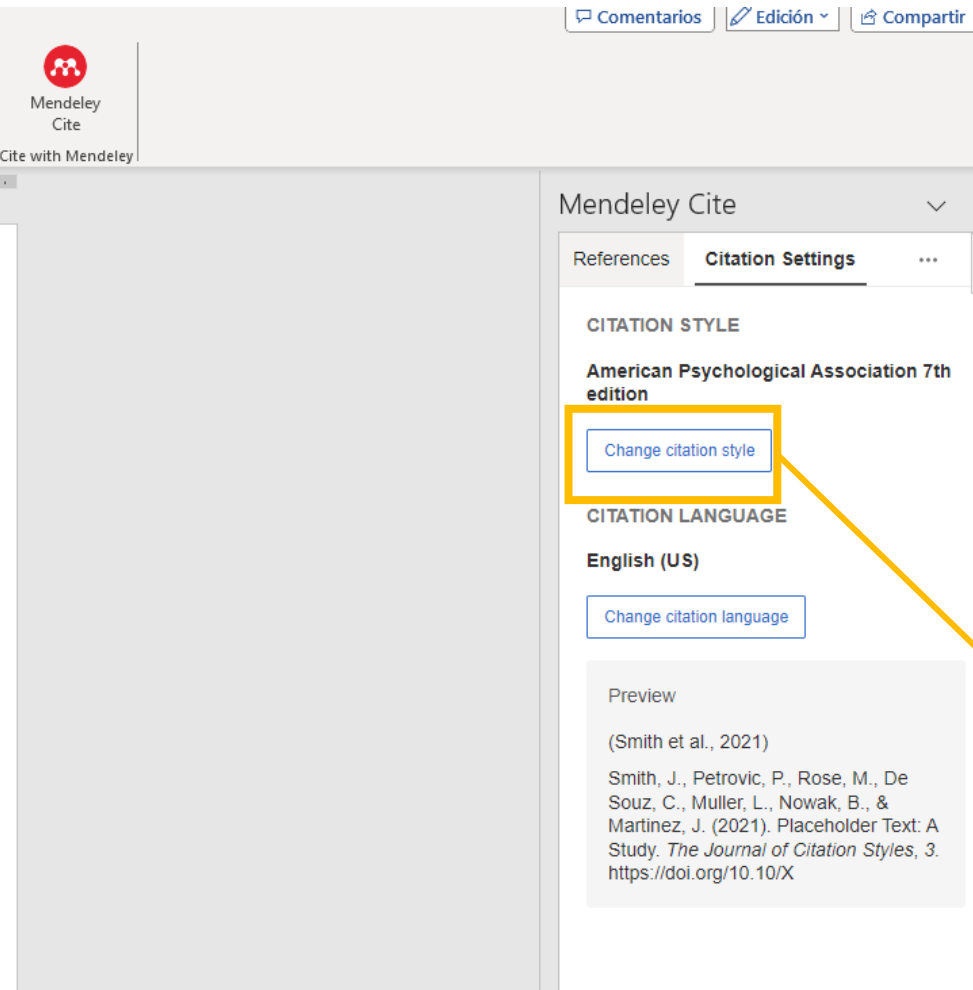 Comentarios
Edición
Compartir
Mendeley
Cite
Cite with Mendeley
Mendeley Cite
References
Citation Settings
...
CITATION STYLE
American Psychological Association 7th
edition
Change citation style
CITATION LANGUAGE
English (US)
Change citation language
Preview
(Smith et al., 2021)
Smith, J., Petrovic, P., Rose, M., De
Souz, C., Muller, L., Nowak, B., &
Martinez, J. (2021). Placeholder Text: A
Study. The Journal of Citation Styles, 3.
https://doi.org/10.10/X